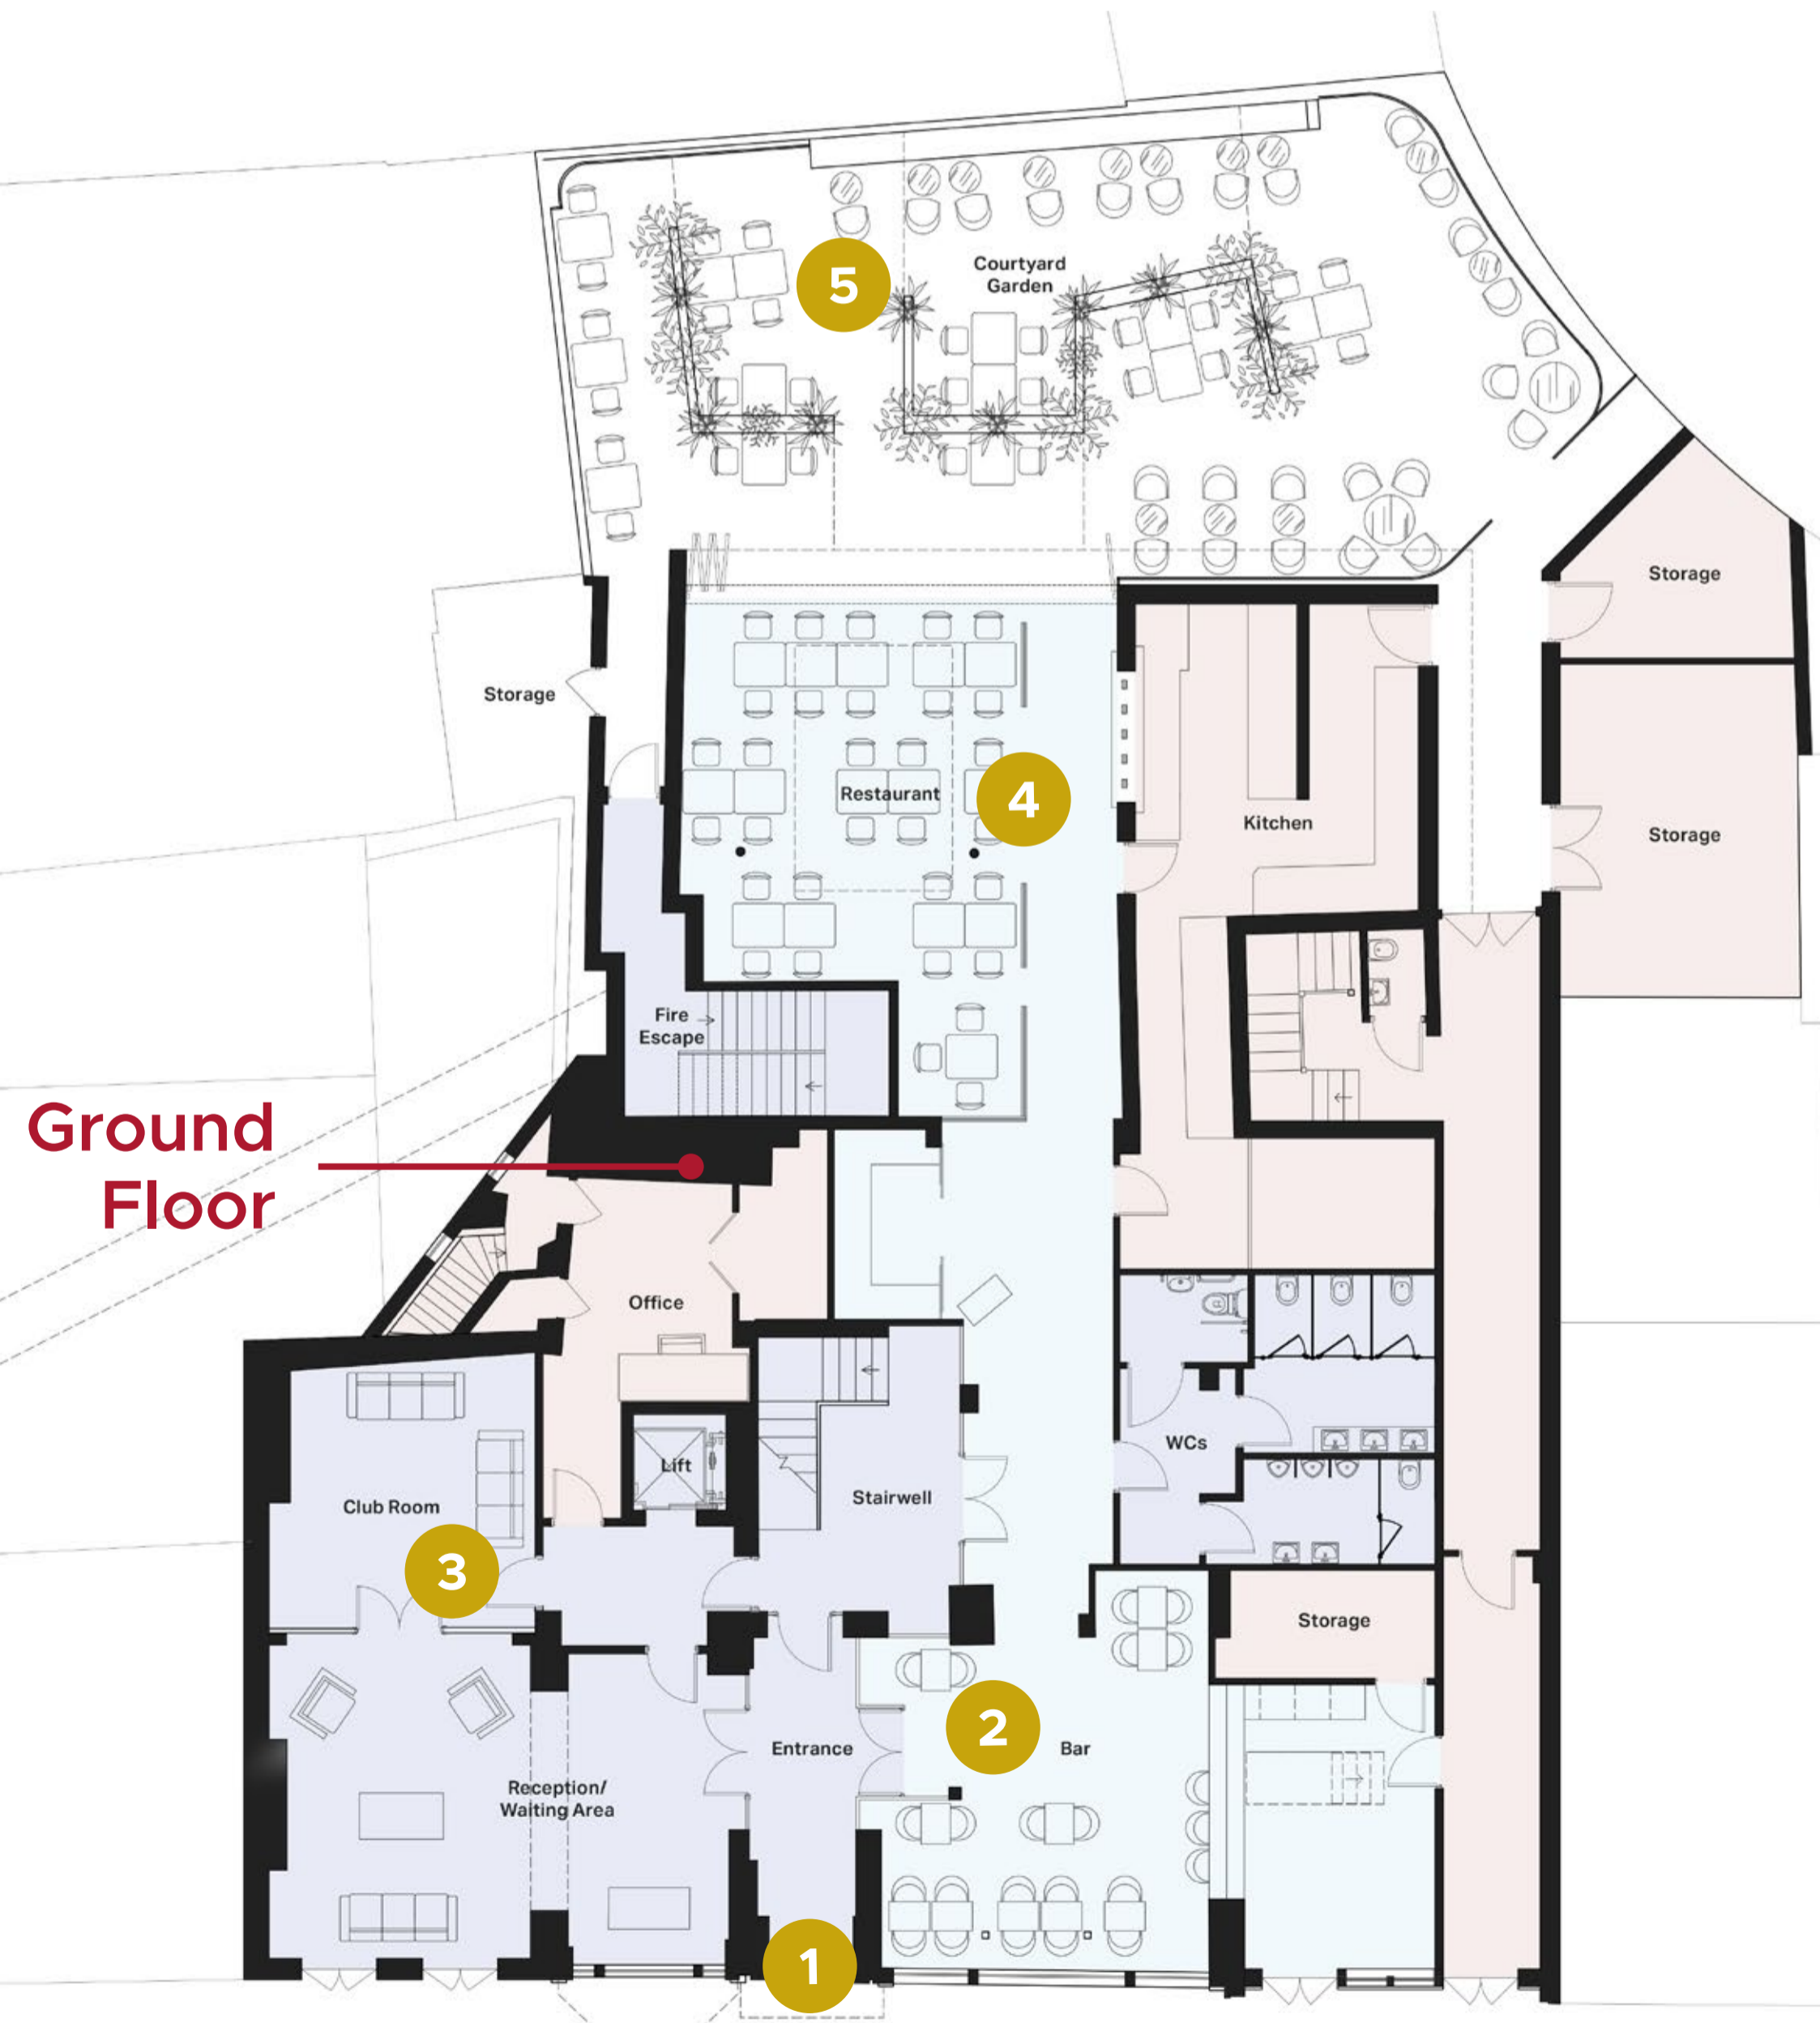 Courtyard
Garden
5
Storage
Storage
Restaurant
4
Kitchen
Storage
Fire
Escape
Ground
Floor
Office
WCs
Lift
Stairwell
Club Room
3
Storage
2
Bar
Entrance
Reception/
Waiting Area
1